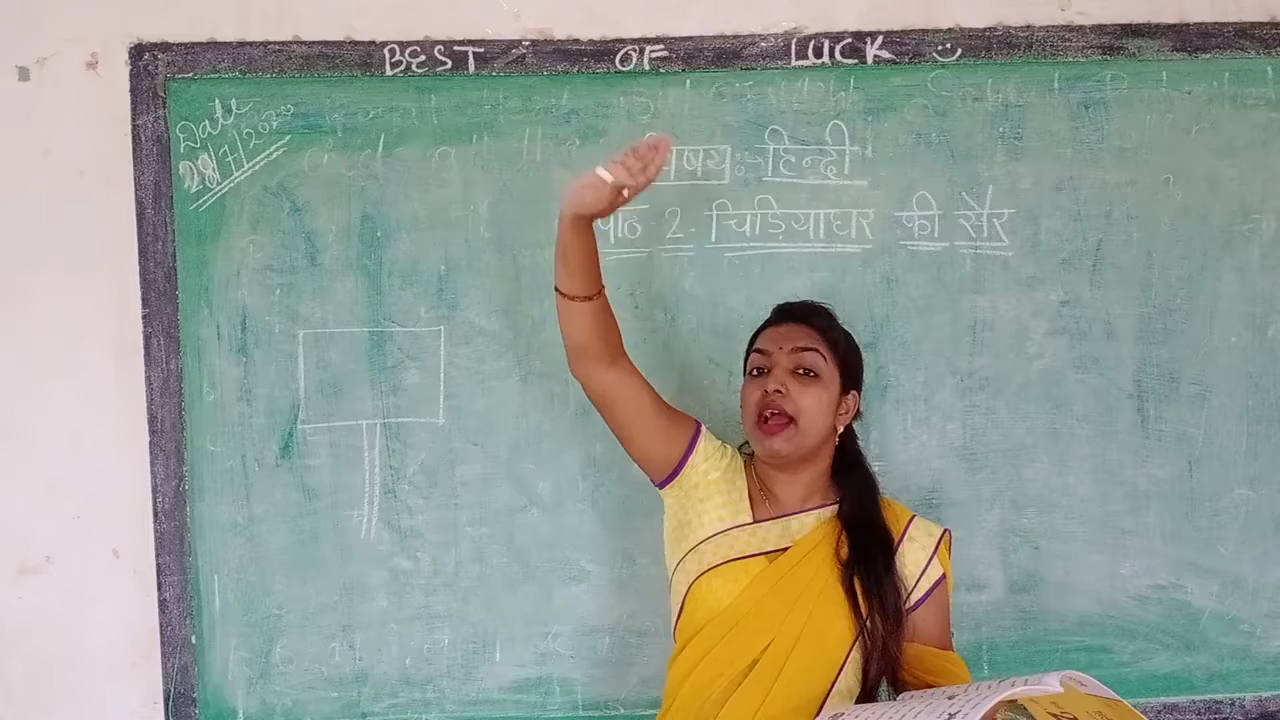 BEST OF LUCK
Date
28/7/2020
विषय :- हिन्दी
पाठ - 2 - चिड़ियाघर की सैर